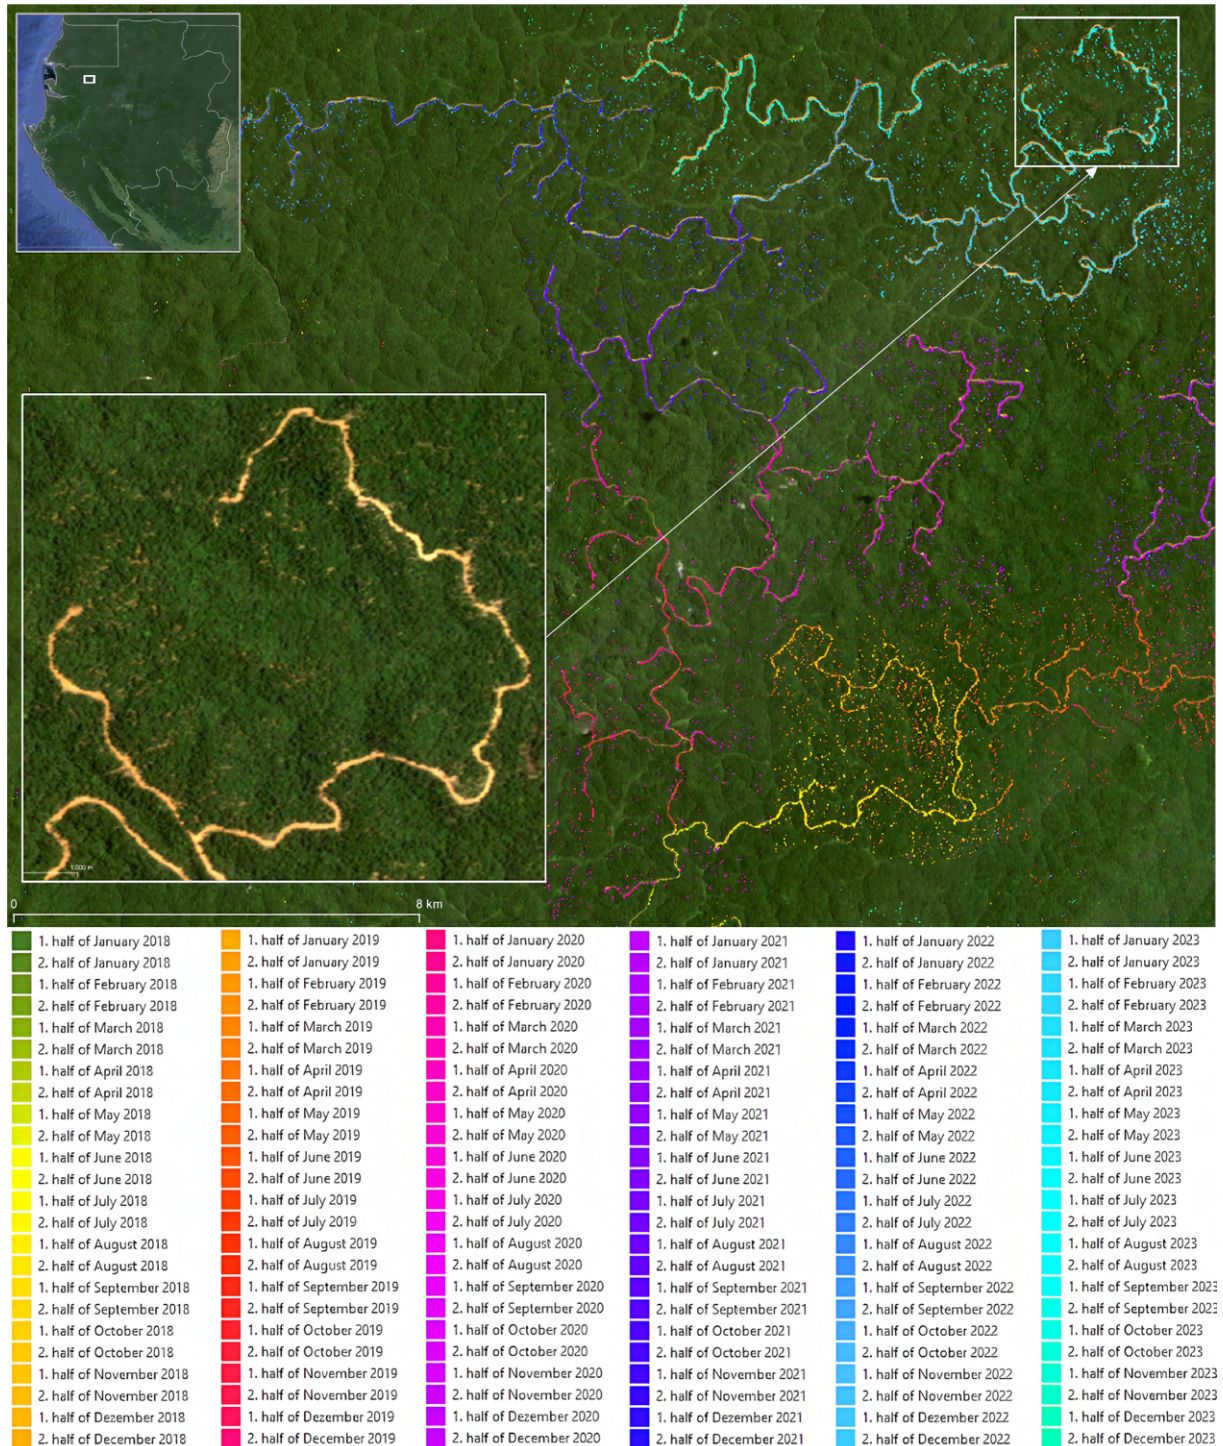 1.000 m
0 8 km
1. half of January 2018 1. half of January 2019 1. half of January 2020 1. half of January 2021 1. half of January 2022 1. half of January 2023
2. half of January 2018 2. half of January 2019 2. half of January 2020 2. half of January 2021 2. half of January 2022 2. half of January 2023
1. half of February 2018 1. half of February 2019 1. half of February 2020 1. half of February 2021 1. half of February 2022 1. half of February 2023
2. half of February 2018 2. half of February 2019 2. half of February 2020 2. half of February 2021 2. half of February 2022 2. half of February 2023
1. half of March 2018 1. half of March 2019 1. half of March 2020 1. half of March 2021 1. half of March 2022 1. half of March 2023
2. half of March 2018 2. half of March 2019 2. half of March 2020 2. half of March 2021 2. half of March 2022 2. half of March 2023
1. half of April 2018 1. half of April 2019 1. half of April 2020 1. half of April 2021 1. half of April 2022 1. half of April 2023
2. half of April 2018 2. half of April 2019 2. half of April 2020 2. half of April 2021 2. half of April 2022 2. half of April 2023
1. half of May 2018 1. half of May 2019 1. half of May 2020 1. half of May 2021 1. half of May 2022 1. half of May 2023
2. half of May 2018 2. half of May 2019 2. half of May 2020 2. half of May 2021 2. half of May 2022 2. half of May 2023
1. half of June 2018 1. half of June 2019 1. half of June 2020 1. half of June 2021 1. half of June 2022 1. half of June 2023
2. half of June 2018 2. half of June 2019 2. half of June 2020 2. half of June 2021 2. half of June 2022 2. half of June 2023
1. half of July 2018 1. half of July 2019 1. half of July 2020 1. half of July 2021 1. half of July 2022 1. half of July 2023
2. half of July 2018 2. half of July 2019 2. half of July 2020 2. half of July 2021 2. half of July 2022 2. half of July 2023
1. half of August 2018 1. half of August 2019 1. half of August 2020 1. half of August 2021 1. half of August 2022 1. half of August 2023
2. half of August 2018 2. half of August 2019 2. half of August 2020 2. half of August 2021 2. half of August 2022 2. half of August 2023
1. half of September 2018 1. half of September 2019 1. half of September 2020 1. half of September 2021 1. half of September 2022 1. half of September 2023
2. half of September 2018 2. half of September 2019 2. half of September 2020 2. half of September 2021 2. half of September 2022 2. half of September 2023
1. half of October 2018 1. half of October 2019 1. half of October 2020 1. half of October 2021 1. half of October 2022 1. half of October 2023
2. half of October 2018 2. half of October 2019 2. half of October 2020 2. half of October 2021 2. half of October 2022 2. half of October 2023
1. half of November 2018 1. half of November 2019 1. half of November 2020 1. half of November 2021 1. half of November 2022 1. half of November 2023
2. half of November 2018 2. half of November 2019 2. half of November 2020 2. half of November 2021 2. half of November 2022 2. half of November 2023
1. half of Dezember 2018 1. half of Dezember 2019 1. half of Dezember 2020 1. half of Dezember 2021 1. half of Dezember 2022 1. half of December 2023
2. half of December 2018 2. half of December 2019 2. half of December 2020 2. half of December 2021 2. half of December 2022 2. half of December 2023